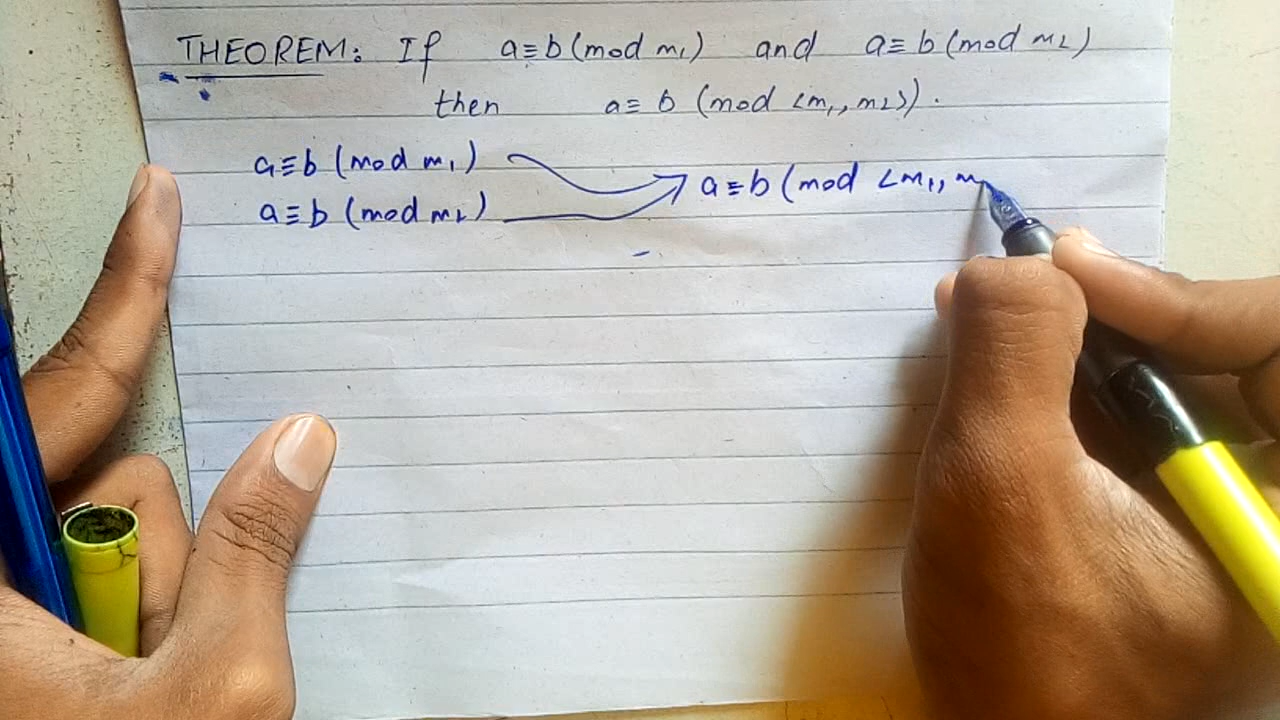 THEOREM: If a≡b(mod m₁) and a≡b(mod m₂)
then a≡ b (mod <m₁,m₂>).
a≡b (mod m₁)
a≡b (mod m₂)
a≡b (mod <m₁, m